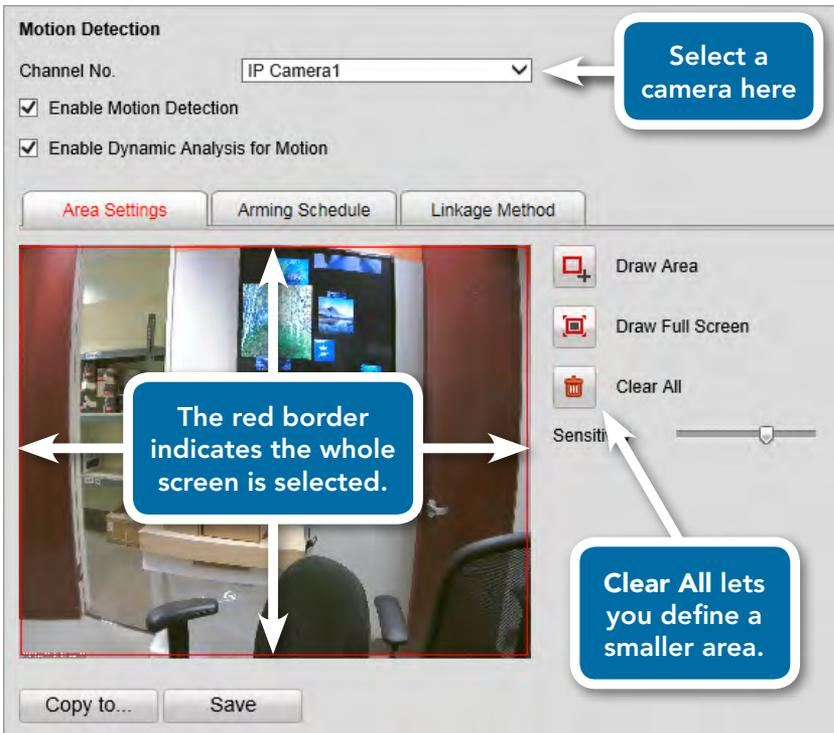 Motion Detection
Channel No.
IP Camera1
Select a
camera here
Enable Motion Detection
Enable Dynamic Analysis for Motion
Area Settings
Arming Schedule
Linkage Method
Draw Area
Draw Full Screen
Clear All
The red border
indicates the whole
screen is selected.
Clear All lets
you define a
smaller area.
Copy to...
Save